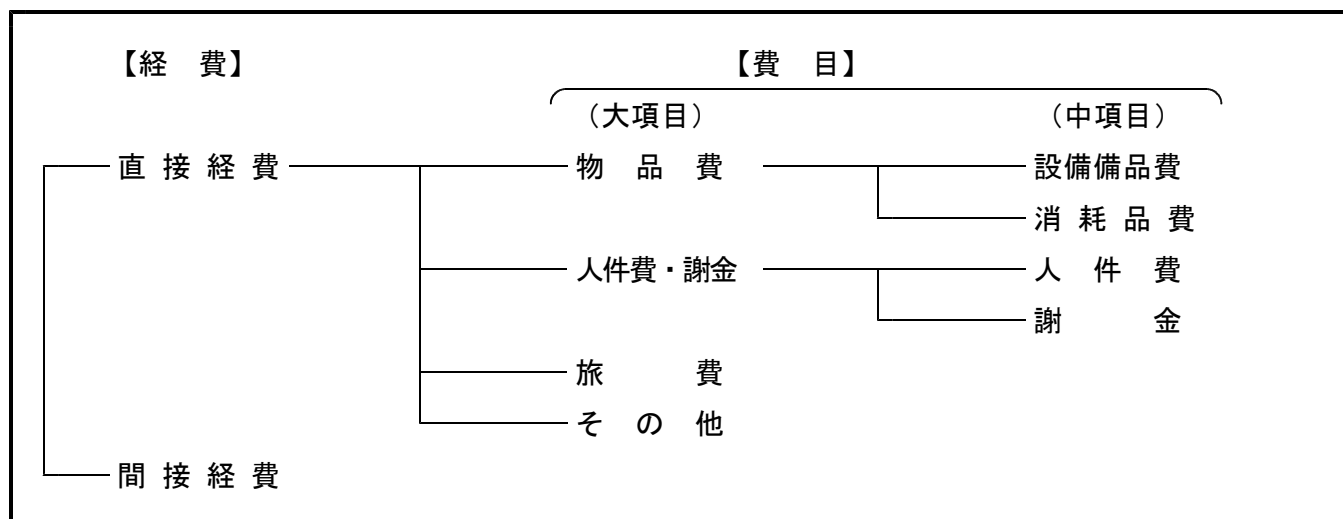 【経　費】　【費　目】
（大項目）　（中項目）
直 接 経 費　物　品　費　設備備品費
消 耗 品 費
人件費・謝金　人　件　費
謝　　　金
旅　　　費
そ　の　他
間 接 経 費